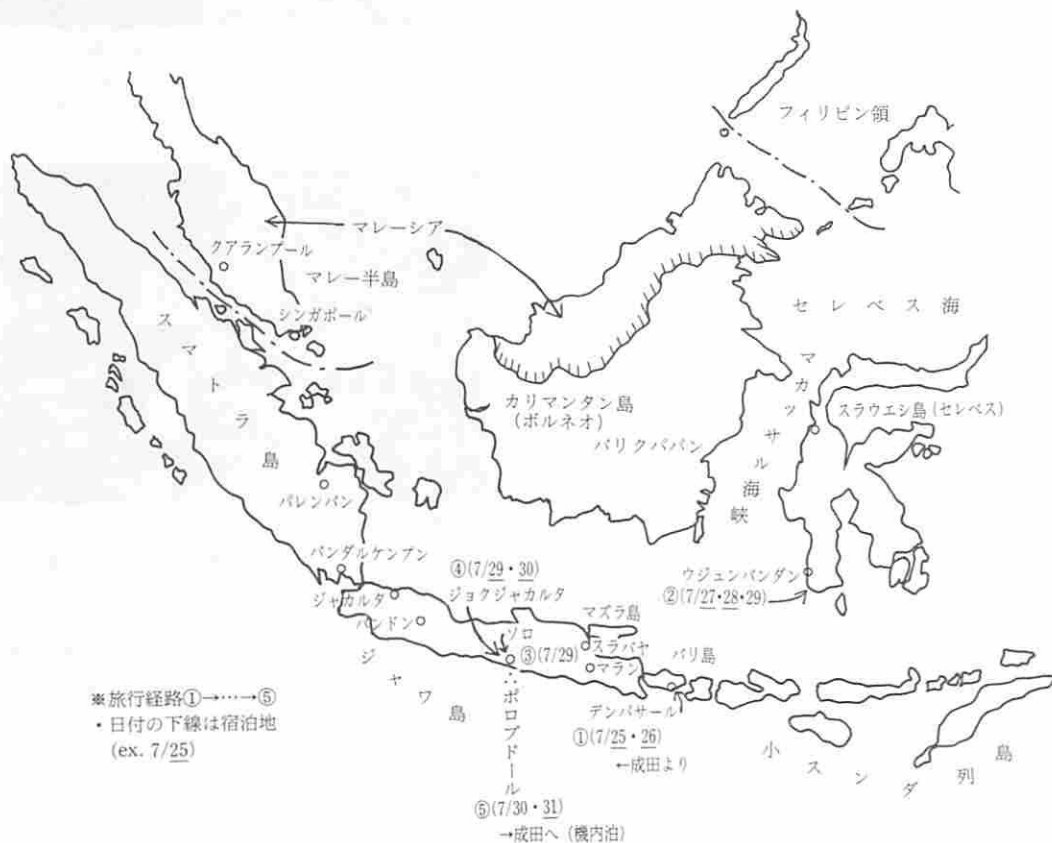 フィリピン領
マレーシア
クアランプール
マレー半島
シンガポール
セレベス海
スマトラ島
マカッサル海峡
カリマンタン島
(ボルネオ)
スラウエシ島(セレベス)
バリクパパン
パレンバン
バンダルケンプン
④(7/29・30)
ジョクジャカルタ
ウジュンパンダン
②(7/27・28・29)
ジャカルタ
マズラ島
バンドン
ソロ
③(7/29)
スラバヤ
マラン
バリ島
ジャワ島
∴ボロブドール
デンパサール
①(7/25・26)
←成田より
小スンダ列島
※旅行経路①→……→⑤
・日付の下線は宿泊地
(ex. 7/25)
⑤(7/30・31)
→成田へ(機内泊)